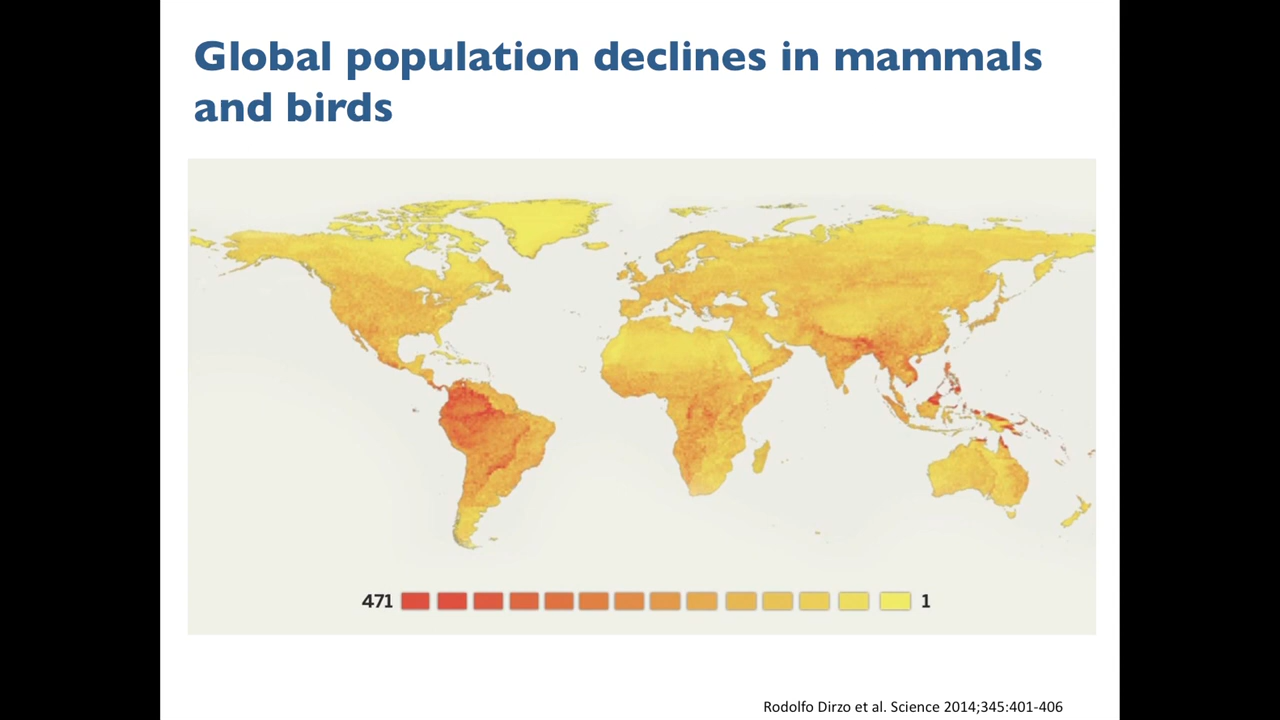 Global population declines in mammals
and birds
471 1
Rodolfo Dirzo et al. Science 2014;345:401-406